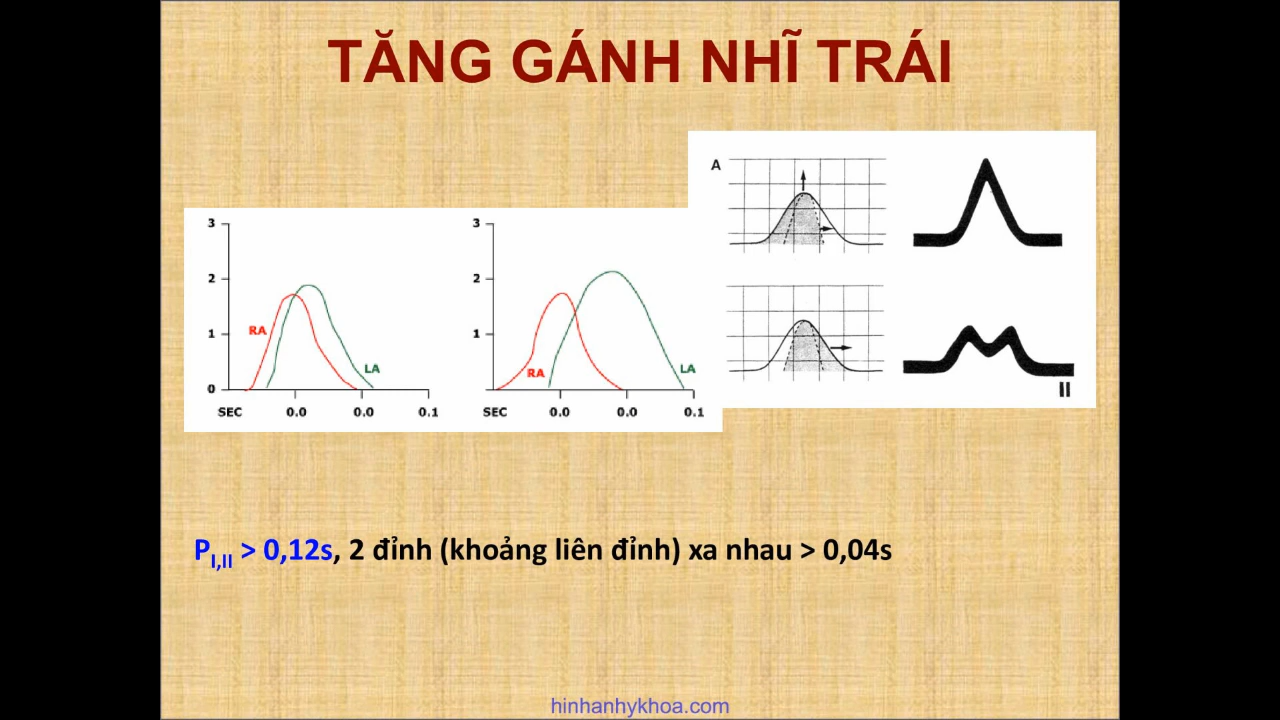 TĂNG GÁNH NHĨ TRÁI
A
II
3
2
1
0
RA
LA
SEC 0.0 0.0 0.1
3
2
1
RA
LA
SEC 0.0 0.0 0.1
P I,II > 0,12s, 2 đỉnh (khoảng liên đỉnh) xa nhau > 0,04s
hinhanhykhoa.com